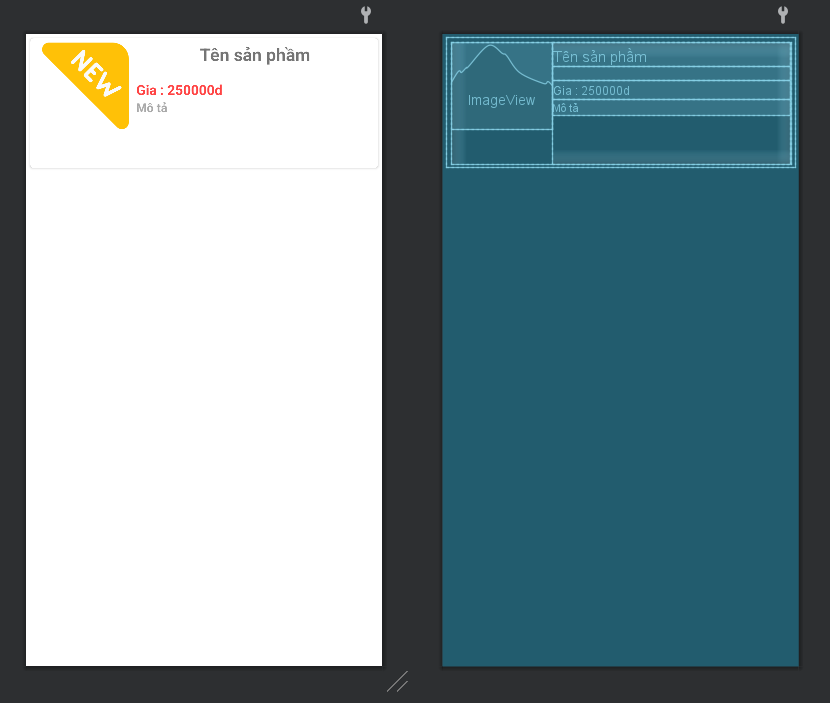 NEW
Tên sản phầm
Gia : 250000d
Mô tả
ImageView
Tên sản phầm
Gia : 250000d
Mô tả